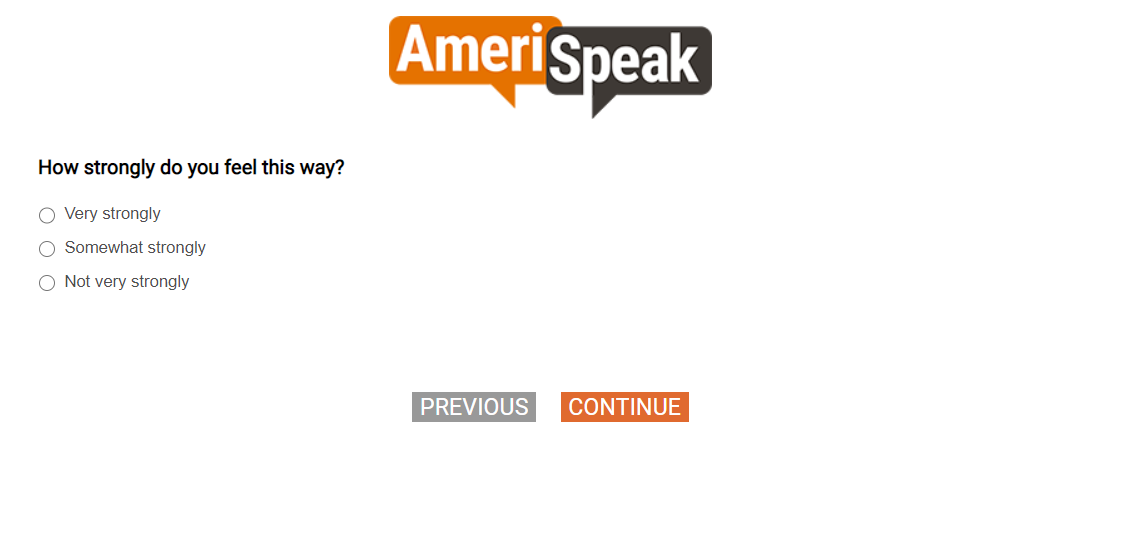 AmeriSpeak
How strongly do you feel this way?
Very strongly
Somewhat strongly
Not very strongly
PREVIOUS CONTINUE